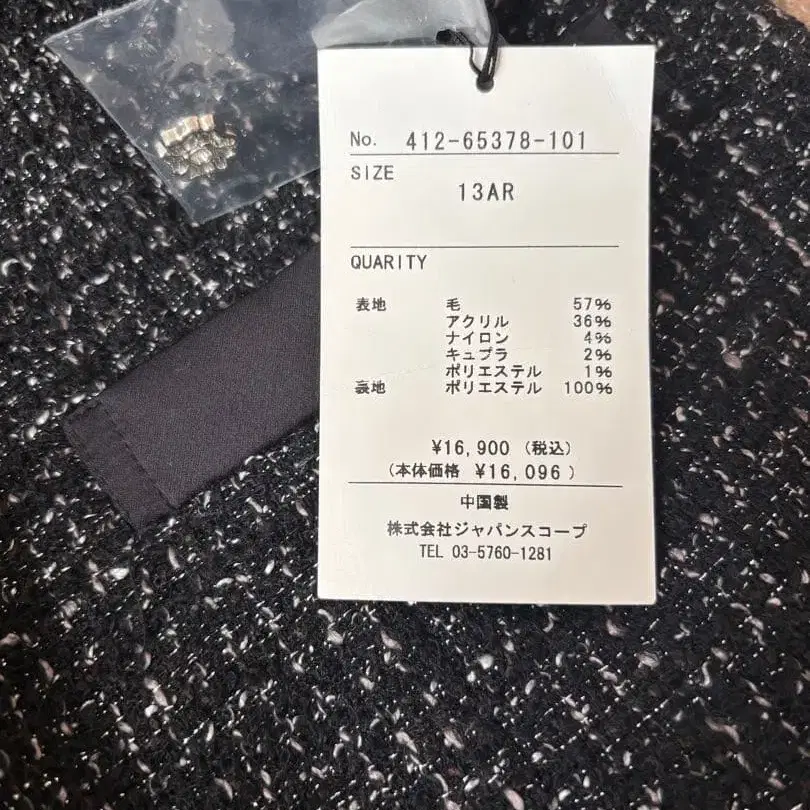 No. 412-65378-101
SIZE
13AR
QUARITY
表地 毛 57%
アクリル 36%
ナイロン 4%
キュプラ 2%
ポリエステル 1%
裏地 ポリエステル 100%
¥16,900 (税込)
(本体価格 ¥16,096)
中国製
株式会社ジャパンスコープ
TEL 03-5760-1281